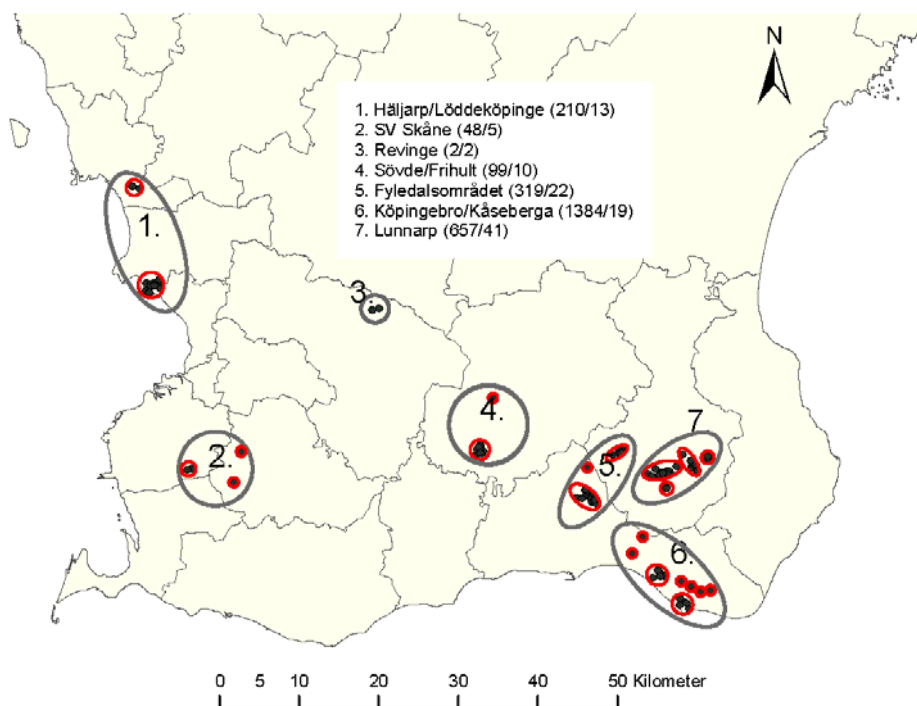 N
1. Häljarp/Löddeköpinge (210/13)
2. SV Skåne (48/5)
3. Revinge (2/2)
4. Sövde/Frihult (99/10)
5. Fyledalsområdet (319/22)
6. Köpingebro/Kåseberga (1384/19)
7. Lunnarp (657/41)
1.
3.
4.
7
2.
5.
6.
0 5 10 20 30 40 50 Kilometer